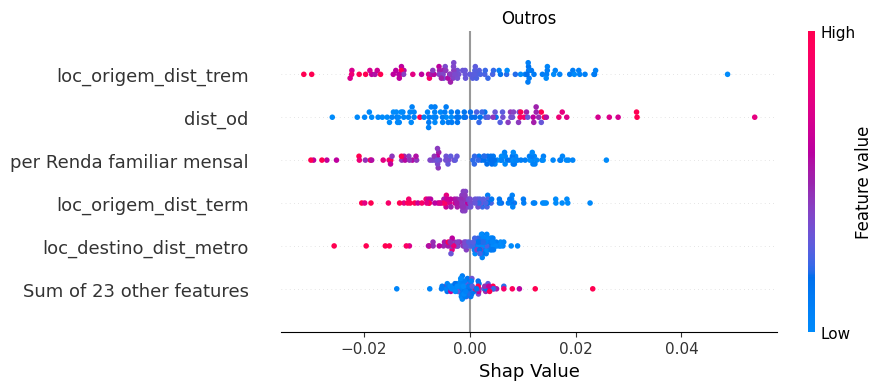 Outros
High
loc_origem_dist_trem
dist_od
per Renda familiar mensal
loc_origem_dist_term
loc_destino_dist_metro
Sum of 23 other features
Feature value
Low
−0.02 0.00 0.02 0.04
Shap Value